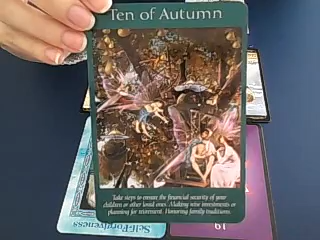 Ten of Autumn
Take steps to ensure the financial security of your
children or other loved ones. Making wise investments or
planning for retirement. Honoring family traditions.
Self-Forgiveness
19